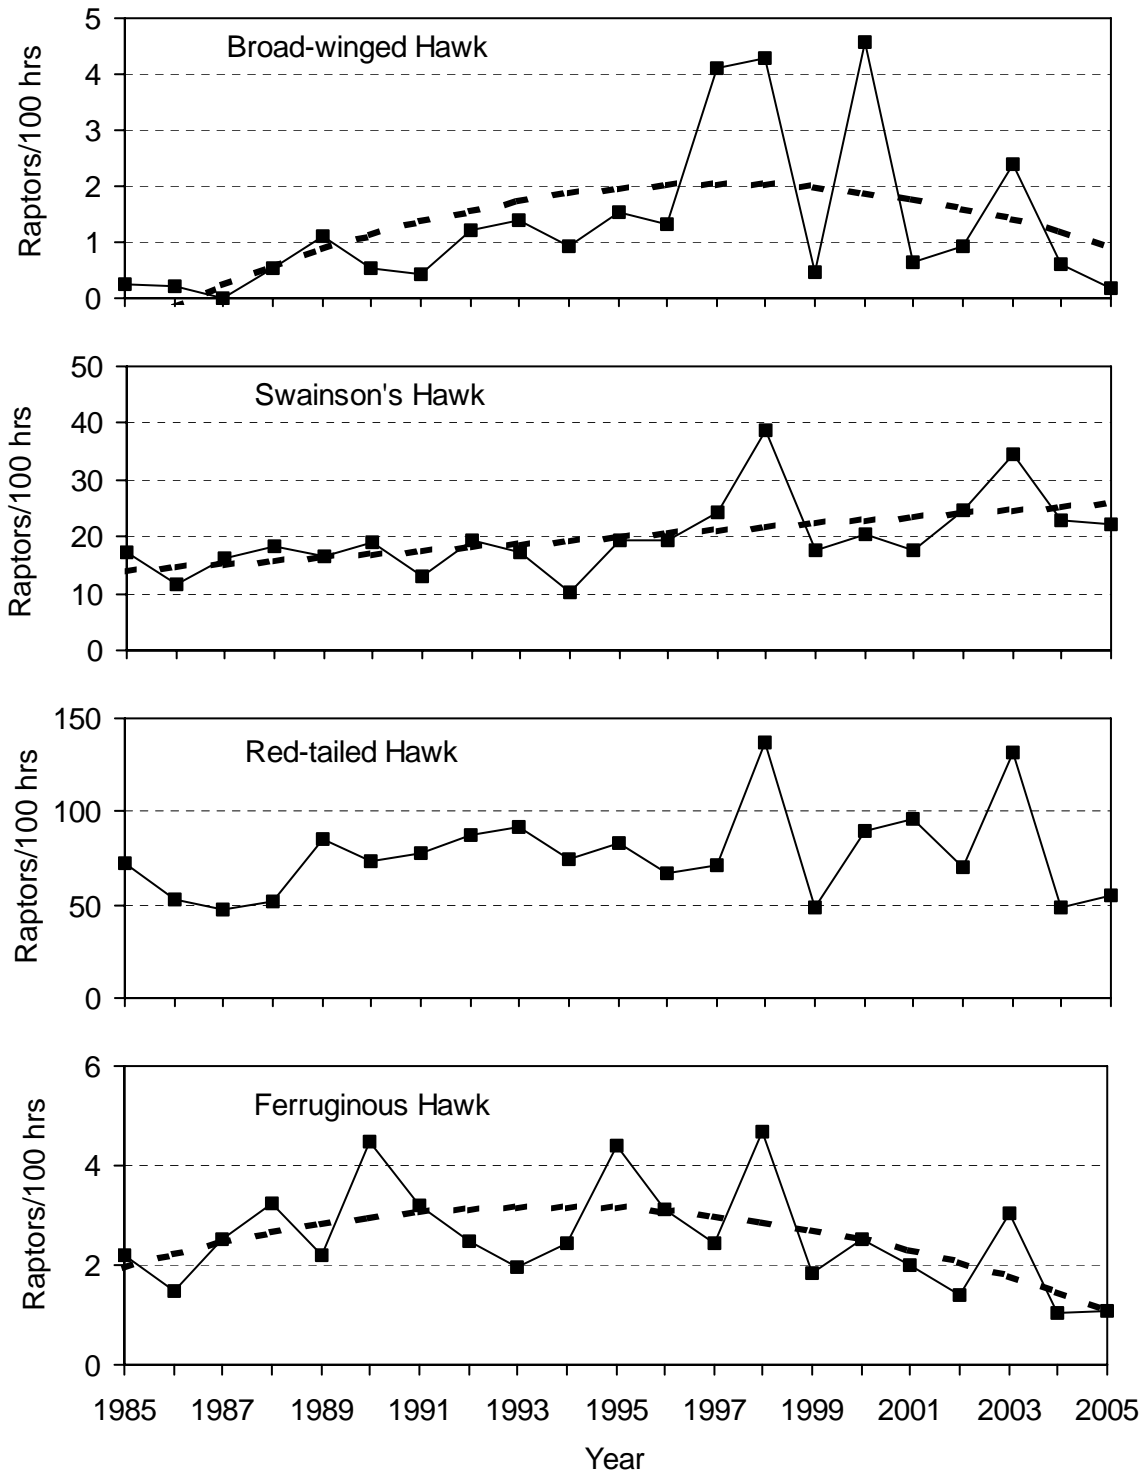 Broad-winged Hawk
Raptors/100 hrs
5
4
3
2
1
0
Swainson's Hawk
Raptors/100 hrs
50
40
30
20
10
0
Red-tailed Hawk
Raptors/100 hrs
150
100
50
0
Ferruginous Hawk
Raptors/100 hrs
6
4
2
0
1985 1987 1989 1991 1993 1995 1997 1999 2001 2003 2005
Year